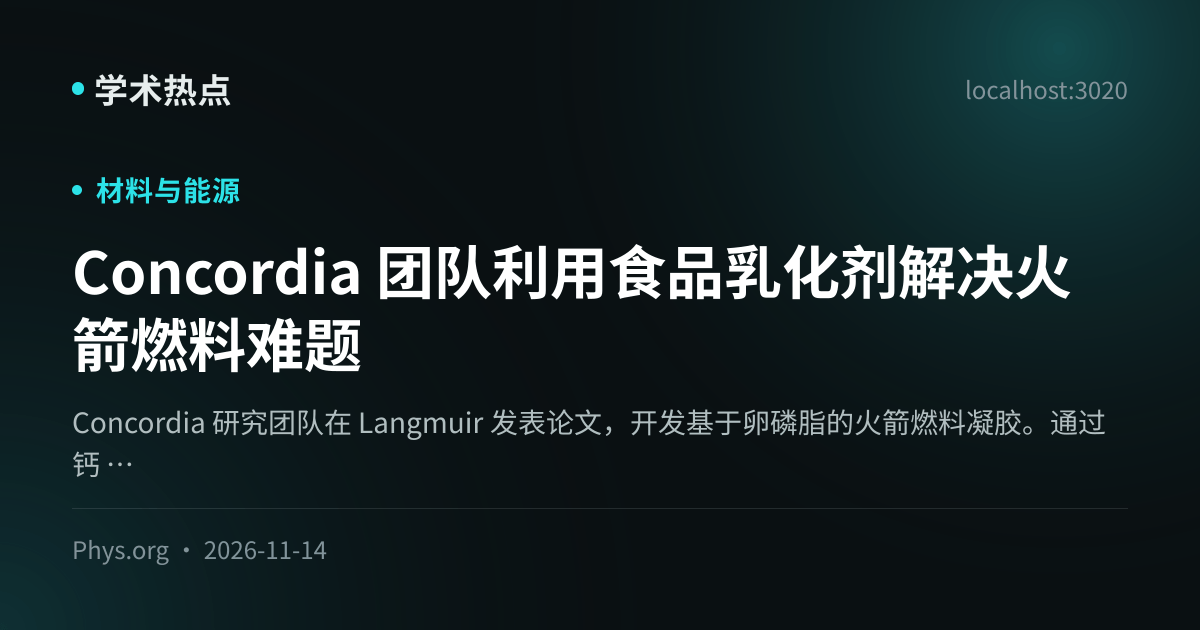 学术热点
localhost:3020
材料与能源
Concordia 团队利用食品乳化剂解决火
箭燃料难题
Concordia 研究团队在 Langmuir 发表论文，开发基于卵磷脂的火箭燃料凝胶。通过
钙 …
Phys.org • 2026-11-14